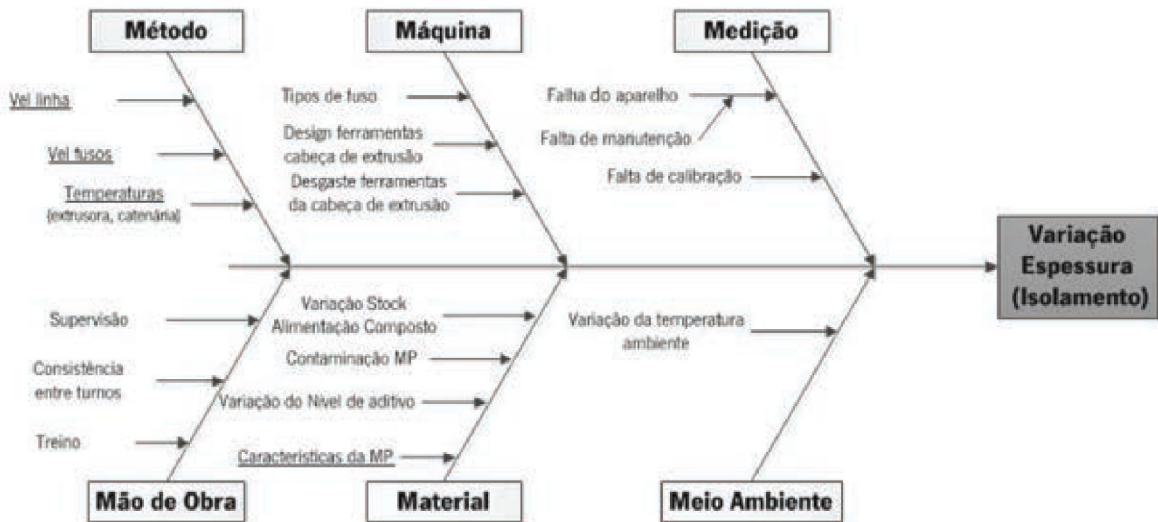 Método
Máquina
Medição
Vel linha
Vel fusos
Temperaturas
(extrusora, catenária)
Tipos de fuso
Design ferramentas
cabeça de extrusão
Desgaste ferramentas
da cabeça de extrusão
Falha do aparelho
Falta de manutenção
Falta de calibração
Variação
Espessura
(Isolamento)
Supervisão
Consistência
entre turnos
Treino
Variação Stock
Alimentação Composto
Contaminação MP
Variação do Nível de aditivo
Características da MP
Variação da temperatura
ambiente
Mão de Obra
Material
Meio Ambiente